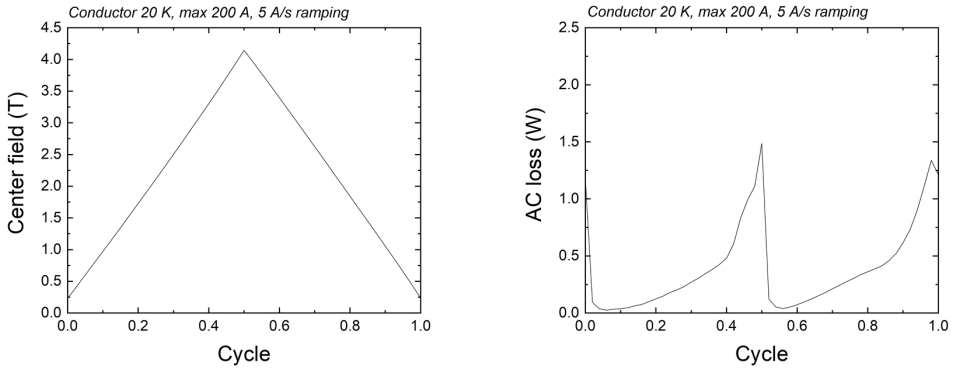 Conductor 20 K, max 200 A, 5 A/s ramping
4.5
4.0
3.5
3.0
2.5
2.0
1.5
1.0
0.5
0.0
Center field (T)
0.0 0.2 0.4 0.6 0.8 1.0
Cycle
Conductor 20 K, max 200 A, 5 A/s ramping
2.5
2.0
1.5
1.0
0.5
0.0
AC loss (W)
0.0 0.2 0.4 0.6 0.8 1.0
Cycle